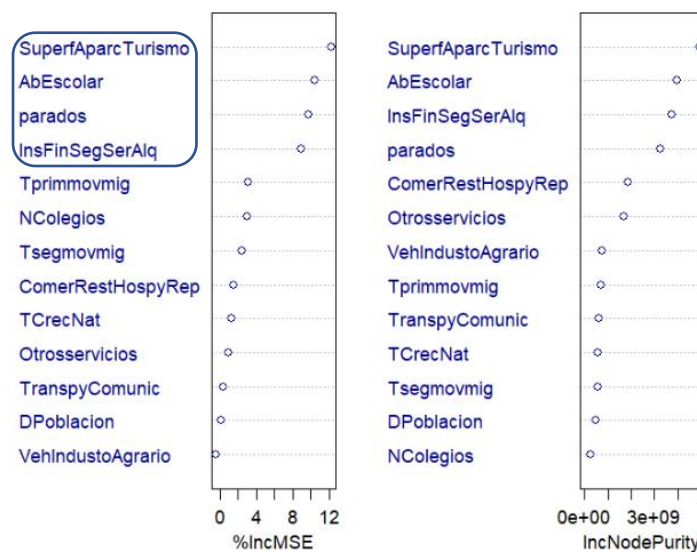 SuperfAparcTurismo
AbEscolar
parados
InsFinSegSerAlq
Tprimmovmig
NColegios
Tsegmovmig
ComerRestHospyRep
TCrecNat
Otrosservicios
TranspyComunic
DPoblacion
VehIndustoAgrario
0 4 8 12
%IncMSE
SuperfAparcTurismo
AbEscolar
InsFinSegSerAlq
parados
ComerRestHospyRep
Otrosservicios
VehIndustoAgrario
Tprimmovmig
TranspyComunic
TCrecNat
Tsegmovmig
DPoblacion
NColegios
0e+00 3e+09
IncNodePurity